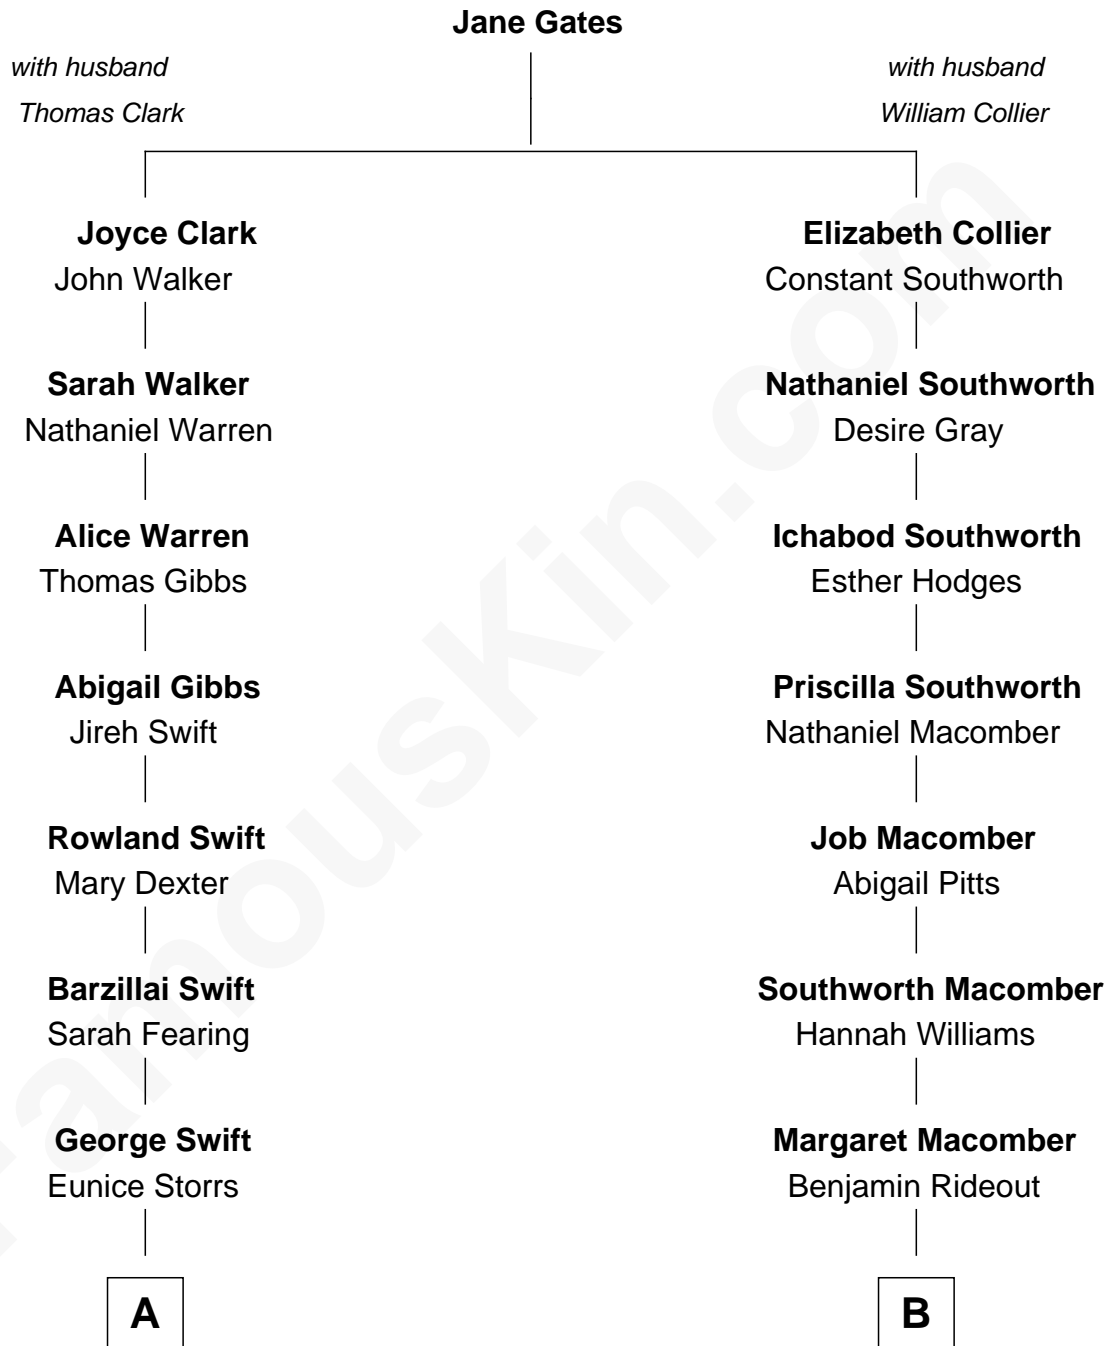 Jane Gates
with husband
Thomas Clark
with husband
William Collier
Joyce Clark
John Walker
Elizabeth Collier
Constant Southworth
Sarah Walker
Nathaniel Warren
Nathaniel Southworth
Desire Gray
Alice Warren
Thomas Gibbs
Ichabod Southworth
Esther Hodges
Abigail Gibbs
Jireh Swift
Priscilla Southworth
Nathaniel Macomber
Rowland Swift
Mary Dexter
Job Macomber
Abigail Pitts
Barzillai Swift
Sarah Fearing
Southworth Macomber
Hannah Williams
George Swift
Eunice Storrs
Margaret Macomber
Benjamin Rideout
A
B
FamousKin.com